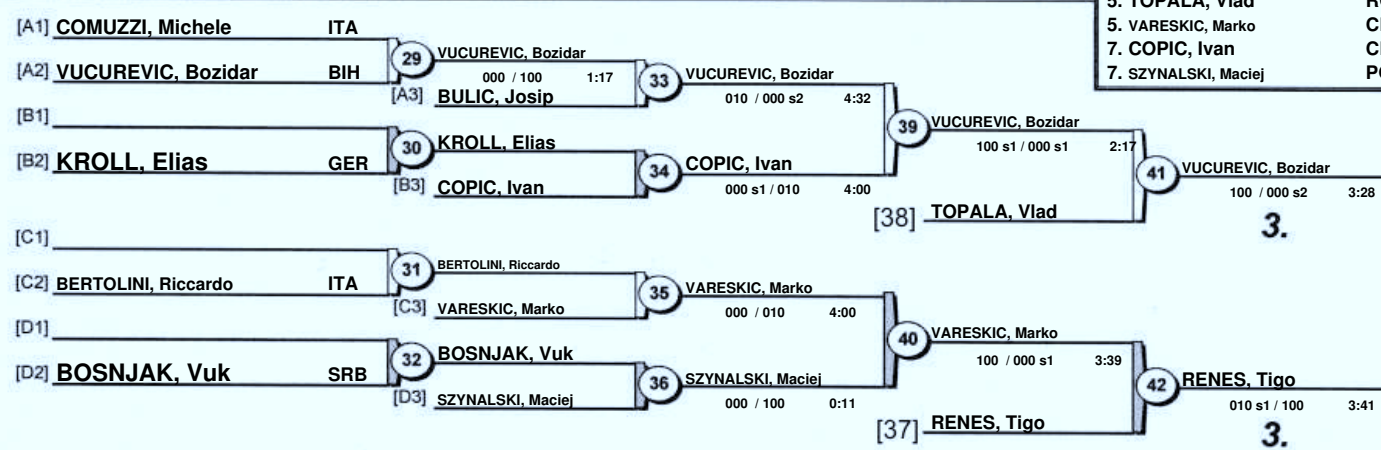 5. TOPALA, Vlad
5. VARESKIC, Marko
7. COPIC, Ivan
7. SZYNALSKI, Maciej
[A1] COMUZZI, Michele ITA
[A2] VUCUREVIC, Bozidar BIH
29 VUCUREVIC, Bozidar
000 / 100 1:17
[A3] BULIC, Josip
33 VUCUREVIC, Bozidar
010 / 000 s2 4:32
[B1]
[B2] KROLL, Elias GER
30 KROLL, Elias
[B3] COPIC, Ivan
34 COPIC, Ivan
000 s1 / 010 4:00
39 VUCUREVIC, Bozidar
100 s1 / 000 s1 2:17
[38] TOPALA, Vlad
41 VUCUREVIC, Bozidar
100 / 000 s2 3:28
3.
[C1]
[C2] BERTOLINI, Riccardo ITA
31 BERTOLINI, Riccardo
[C3] VARESKIC, Marko
35 VARESKIC, Marko
000 / 010 4:00
[D1]
[D2] BOSNJAK, Vuk SRB
32 BOSNJAK, Vuk
[D3] SZYNALSKI, Maciej
36 SZYNALSKI, Maciej
000 / 100 0:11
40 VARESKIC, Marko
100 / 000 s1 3:39
[37] RENES, Tigo
42 RENES, Tigo
010 s1 / 100 3:41
3.